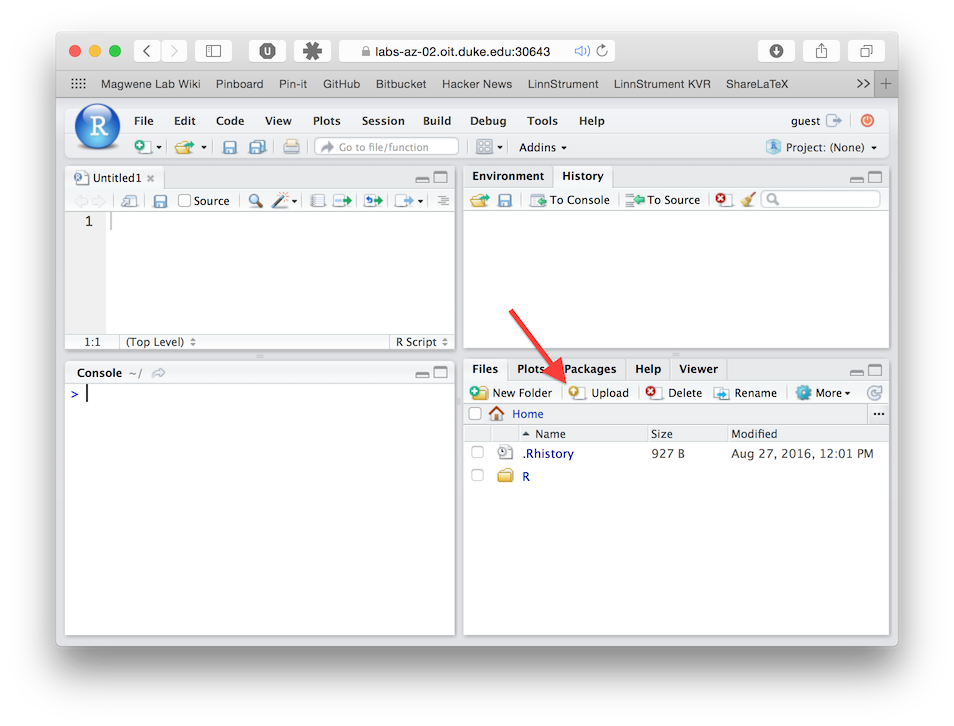 labs-az-02.oit.duke.edu:30643
Magwene Lab Wiki Pinboard Pin-it GitHub Bitbucket Hacker News LinnStrument LinnStrument KVR ShareLaTeX >> +
R File Edit Code View Plots Session Build Debug Tools Help guest
Go to file/function Addins Project: (None)
Untitled1
Source
1
1:1 (Top Level) R Script
Environment History
To Console To Source
Console ~/
>
Files Plots Packages Help Viewer
New Folder Upload Delete Rename More
Home ...
Name Size Modified
.Rhistory 927 B Aug 27, 2016, 12:01 PM
R